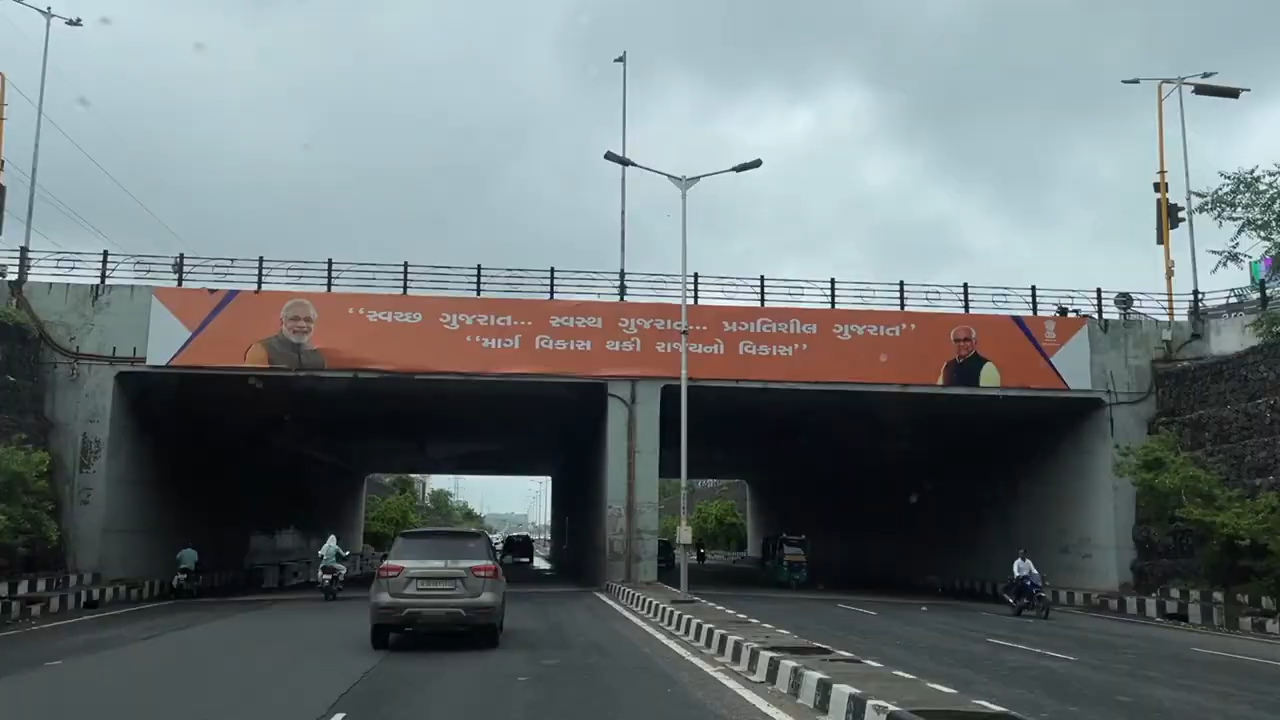 “સ્વચ્છ ગુજરાત... સ્વસ્થ ગુજરાત... પ્રગતિશીલ ગુજરાત”
“માર્ગ વિકાસ થકી રાજ્યનો વિકાસ”